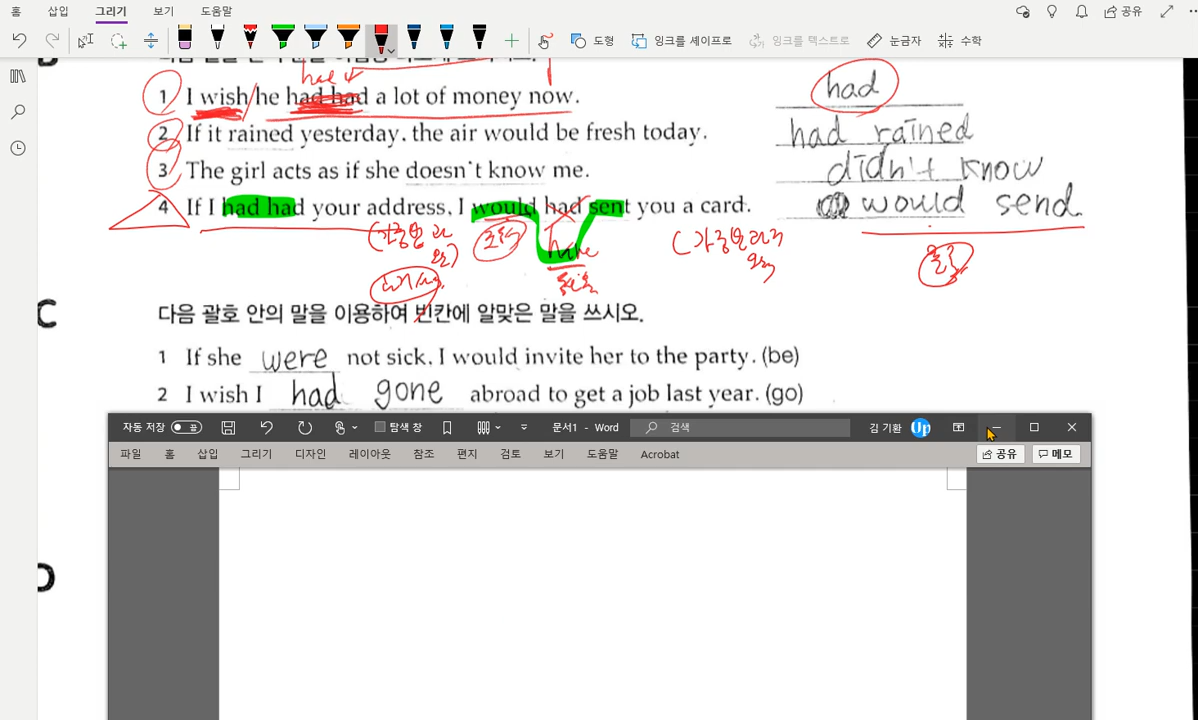 홈 삽입 그리기 보기 도움말 공유
도형 잉크를 셰이프로 잉크를 텍스트로 눈금자 수학
had
1 I wish he had had a lot of money now. had
2 If it rained yesterday, the air would be fresh today. had rained
3 The girl acts as if she doesn't know me. didn't know
4 If I had had your address, I would had sent you a card. would send
have
C 다음 괄호 안의 말을 이용하여 빈칸에 알맞은 말을 쓰시오.
1 If she were not sick, I would invite her to the party. (be)
2 I wish I had gone abroad to get a job last year. (go)
자동 저장 탐색 창 문서1 - Word 검색 김 기환 Up
파일 홈 삽입 그리기 디자인 레이아웃 참조 편지 검토 보기 도움말 Acrobat 공유 메모
D